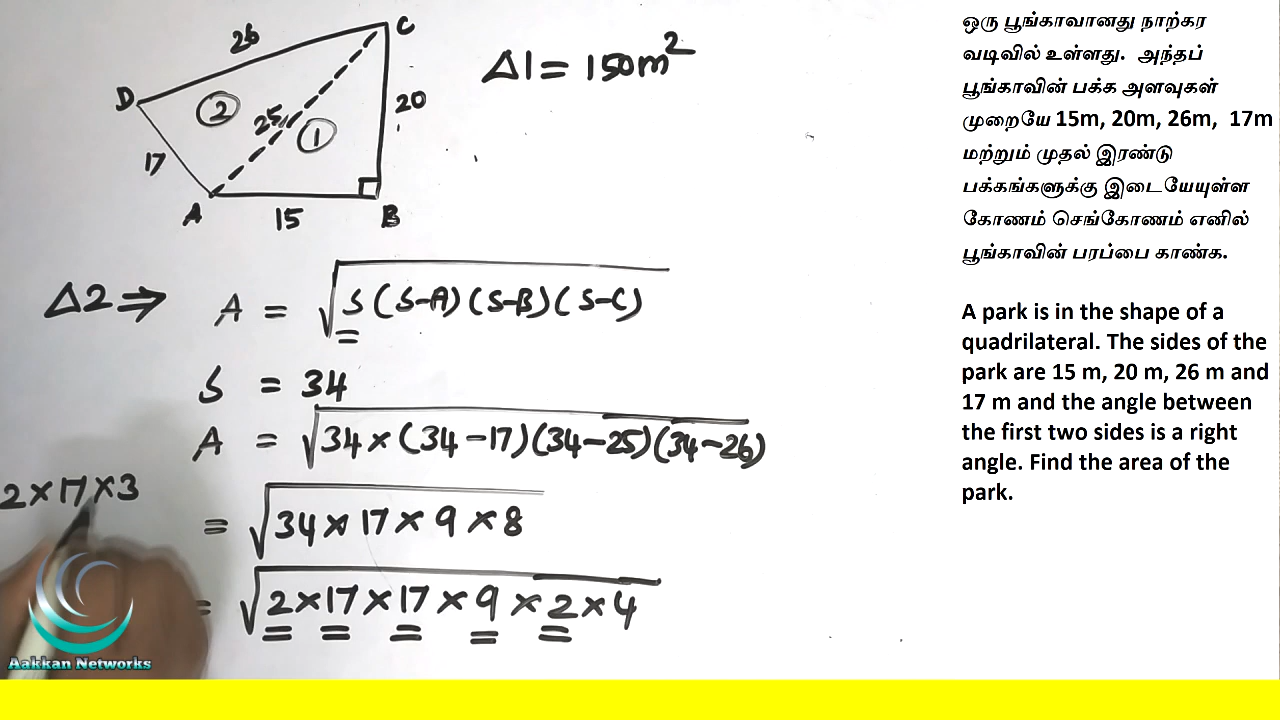 26
C
D
2
25
20
1
17
A
15
B
Δ1 = 150m²
Δ2 ⇒ A = √S(S-A)(S-B)(S-C)
S = 34
A = √34×(34-17)(34-25)(34-26)
2×17×3
= √34×17×9×8
= √2×17×17×9×2×4
Aakkan Networks
ஒரு பூங்காவானது நாற்கர
வடிவில் உள்ளது. அந்தப்
பூங்காவின் பக்க அளவுகள்
முறையே 15m, 20m, 26m, 17m
மற்றும் முதல் இரண்டு
பக்கங்களுக்கு இடையேயுள்ள
கோணம் செங்கோணம் எனில்
பூங்காவின் பரப்பை காண்க.
A park is in the shape of a
quadrilateral. The sides of the
park are 15 m, 20 m, 26 m and
17 m and the angle between
the first two sides is a right
angle. Find the area of the
park.